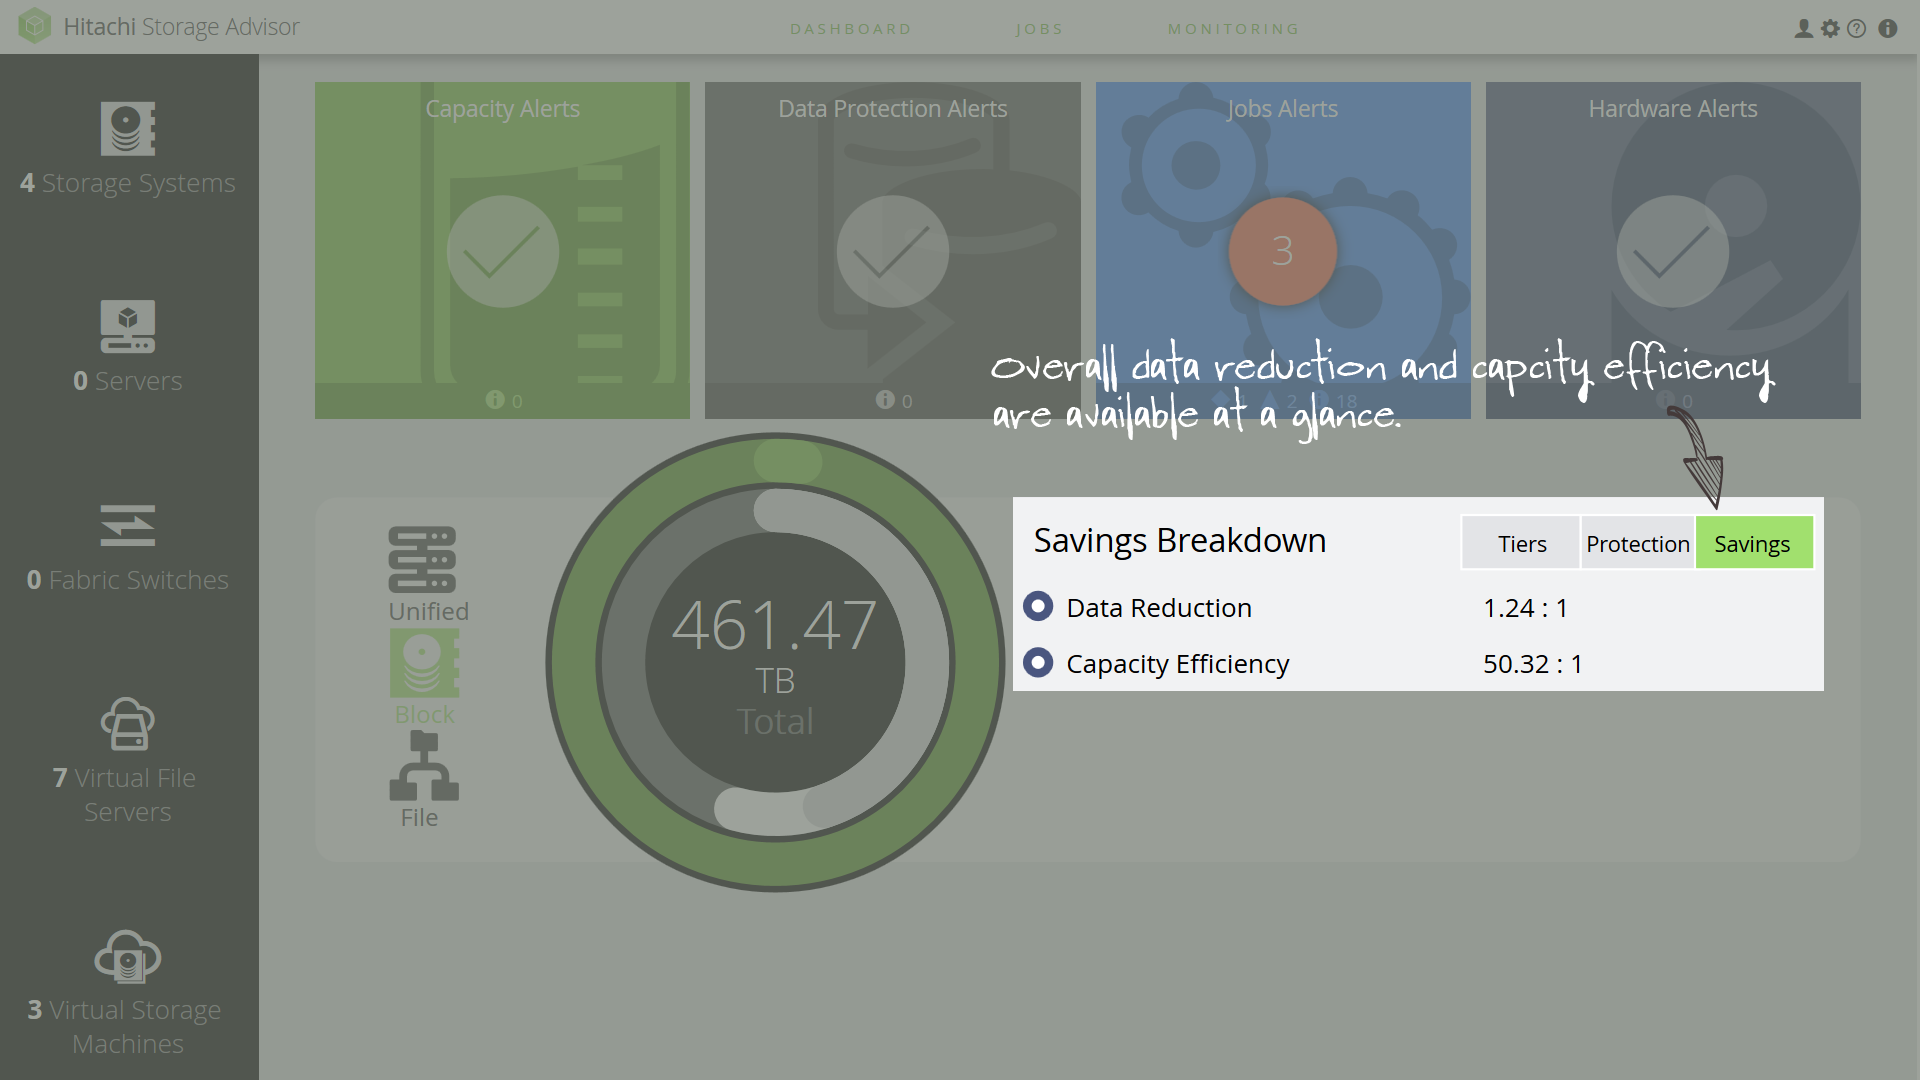 Hitachi Storage Advisor
DASHBOARD
JOBS
MONITORING
4 Storage Systems
0 Servers
0 Fabric Switches
7 Virtual File
Servers
3 Virtual Storage
Machines
Capacity Alerts
0
Data Protection Alerts
0
Jobs Alerts
3
2
18
Hardware Alerts
0
Overall data reduction and capcity efficiency
are available at a glance.
Unified
Block
File
461.47
TB
Total
Savings Breakdown
Tiers
Protection
Savings
Data Reduction
1.24 : 1
Capacity Efficiency
50.32 : 1